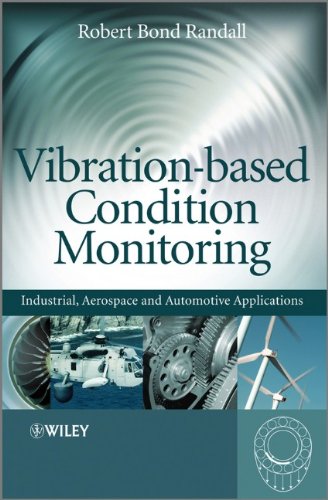 Robert Bond Randall
Vibration-based
Condition
Monitoring
Industrial, Aerospace and Automotive Applications
WILEY